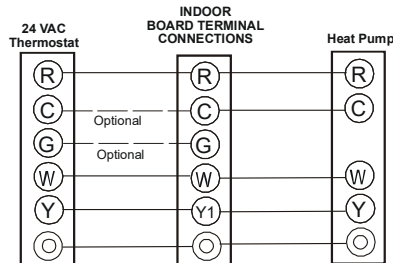 24 VAC
Thermostat
INDOOR
BOARD TERMINAL
CONNECTIONS
Heat Pump
R R R
C Optional C C
G Optional G
W W W
Y Y1 Y
O O O